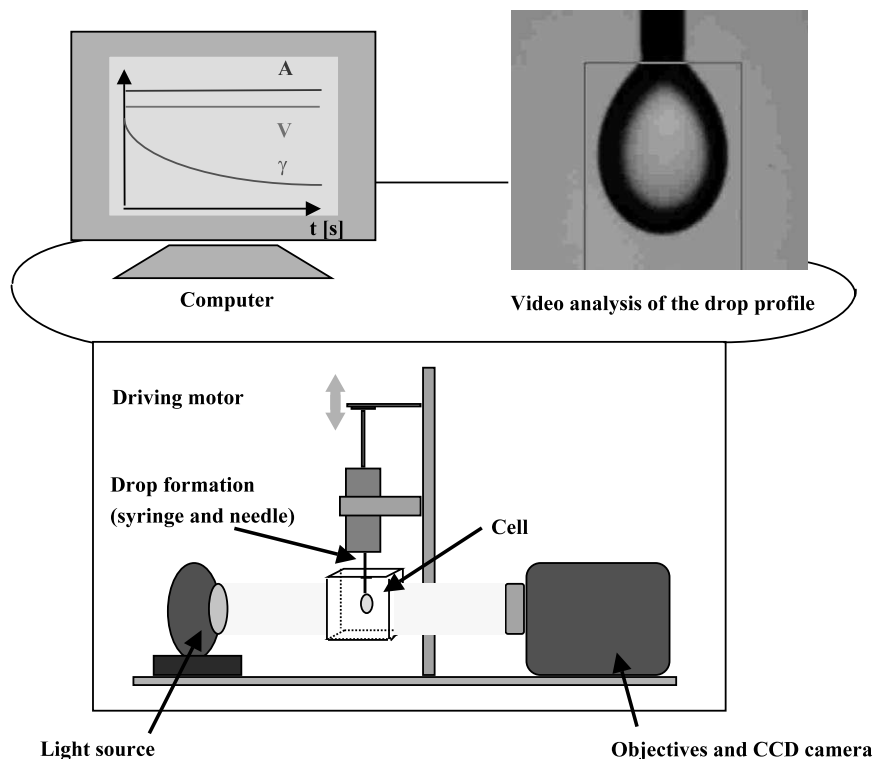 A
V
γ
t [s]
Computer
Video analysis of the drop profile
Driving motor
Drop formation
(syringe and needle)
Cell
Light source
Objectives and CCD camera